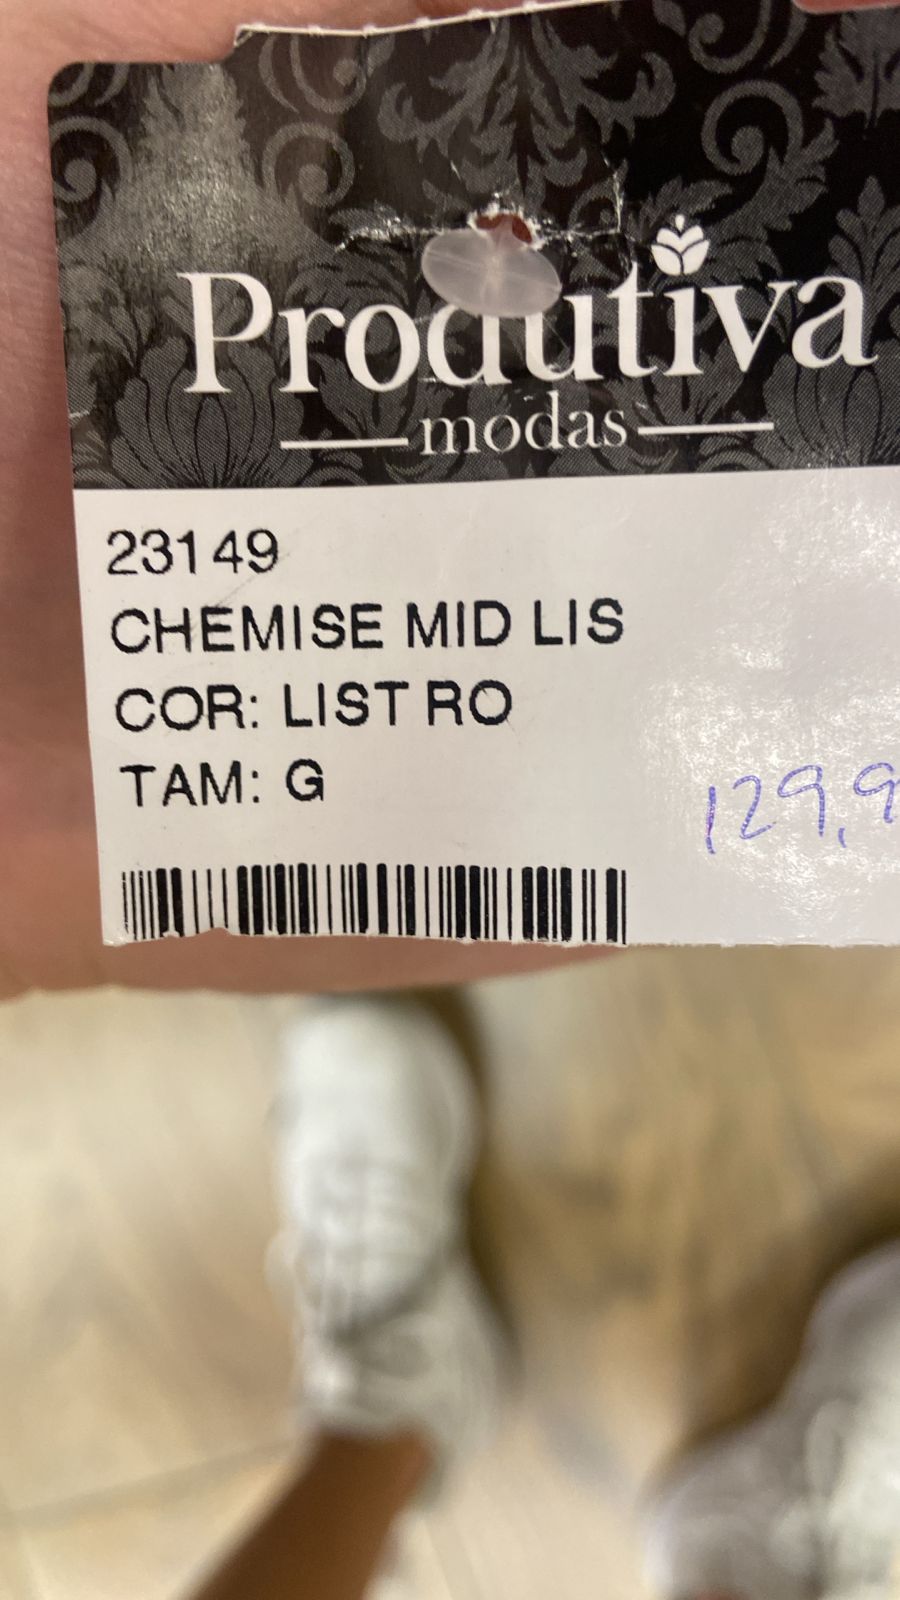 Produtiva
modas
23149
CHEMISE MID LIS
COR: LIST RO
TAM: G
129,9